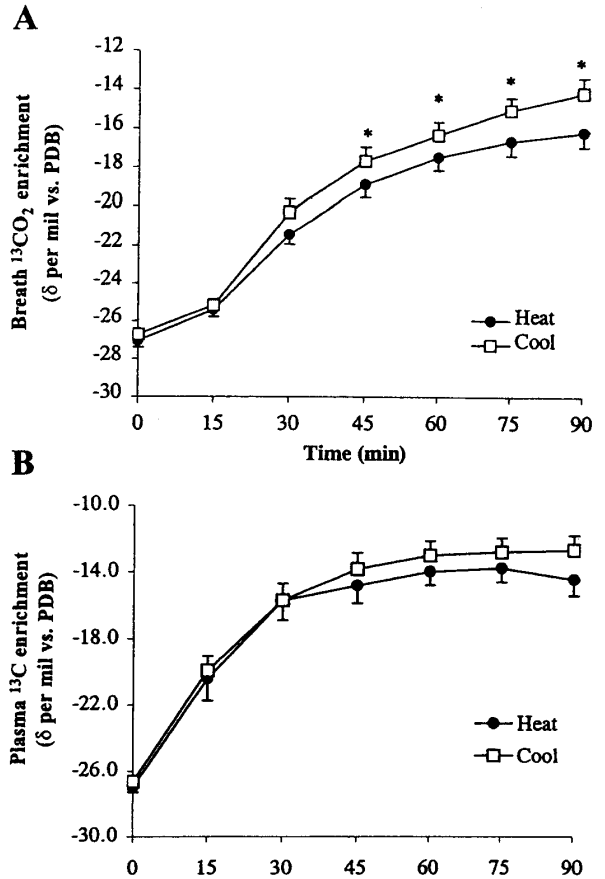 A
Breath ¹³CO₂ enrichment
(δ per mil vs. PDB)
-12
-14
-16
-18
-20
-22
-24
-26
-28
-30
* * * *
Heat
Cool
0 15 30 45 60 75 90
Time (min)
B
Plasma ¹³C enrichment
(δ per mil vs. PDB)
-10.0
-14.0
-18.0
-22.0
-26.0
-30.0
Heat
Cool
0 15 30 45 60 75 90